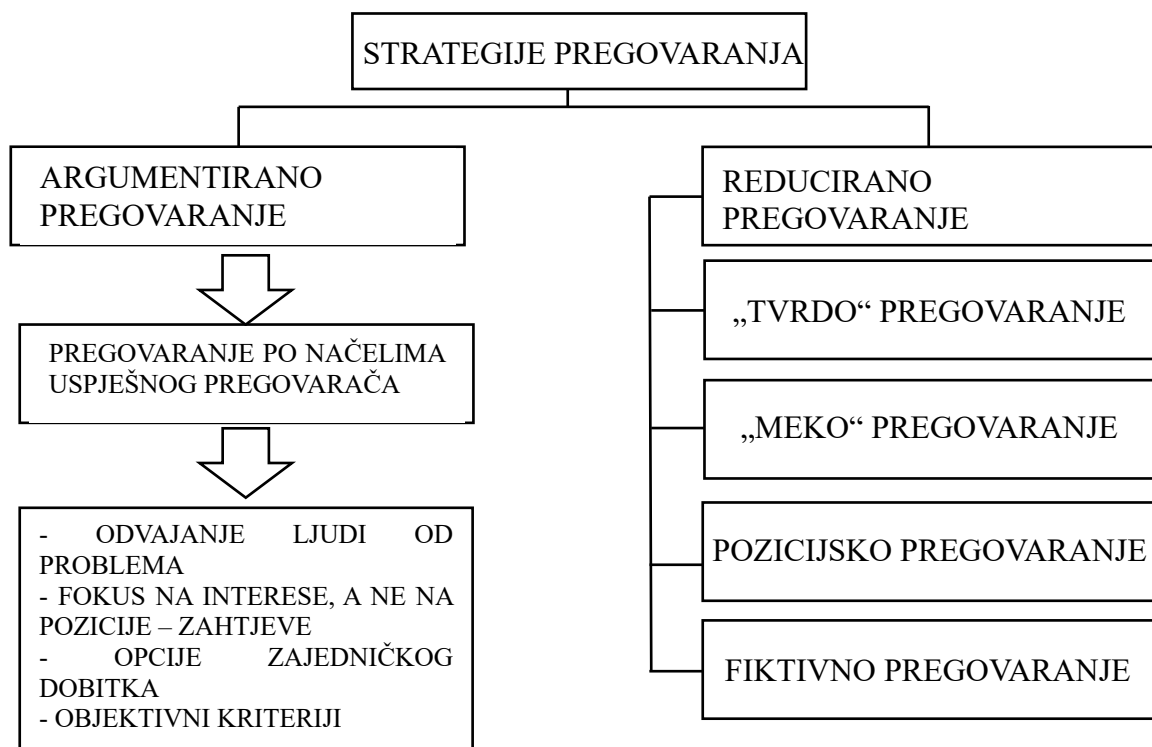 STRATEGIJE PREGOVARANJA
ARGUMENTIRANO
PREGOVARANJE
PREGOVARANJE PO NAČELIMA
USPJEŠNOG PREGOVARAČA
- ODVAJANJE LJUDI OD
PROBLEMA
- FOKUS NA INTERESE, A NE NA
POZICIJE – ZAHTJEVE
- OPCIJE ZAJEDNIČKOG
DOBITKA
- OBJEKTIVNI KRITERIJI
REDUCIRANO
PREGOVARANJE
„TVRDO“ PREGOVARANJE
„MEKO“ PREGOVARANJE
POZICIJSKO PREGOVARANJE
FIKTIVNO PREGOVARANJE